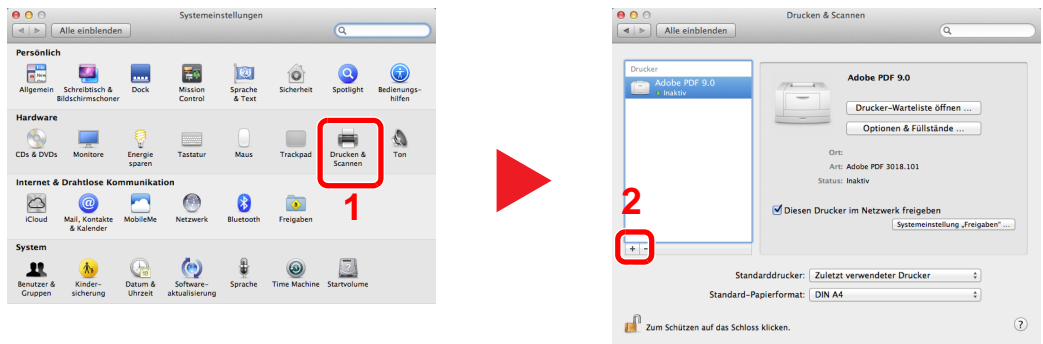 Systemeinstellungen
Alle einblenden
Persönlich
Allgemein Schreibtisch & Bildschirmschoner Dock Mission Control Sprache & Text Sicherheit Spotlight Bedienungs-hilfen
Hardware
CDs & DVDs Monitore Energie sparen Tastatur Maus Trackpad Drucken & Scannen Ton
Internet & Drahtlose Kommunikation
iCloud Mail, Kontakte & Kalender MobileMe Netzwerk Bluetooth Freigaben
1
System
Benutzer & Gruppen Kinder-sicherung Datum & Uhrzeit Software-aktualisierung Sprache Time Machine Startvolume
Drucken & Scannen
Alle einblenden
Drucker
Adobe PDF 9.0
Inaktiv
Adobe PDF 9.0
Drucker-Warteliste öffnen ...
Optionen & Füllstände ...
Ort:
Art: Adobe PDF 3018.101
Status: Inaktiv
2
Diesen Drucker im Netzwerk freigeben
Systemeinstellung „Freigaben“ ...
+ -
Standarddrucker: Zuletzt verwendeter Drucker
Standard-Papierformat: DIN A4
Zum Schützen auf das Schloss klicken.
?